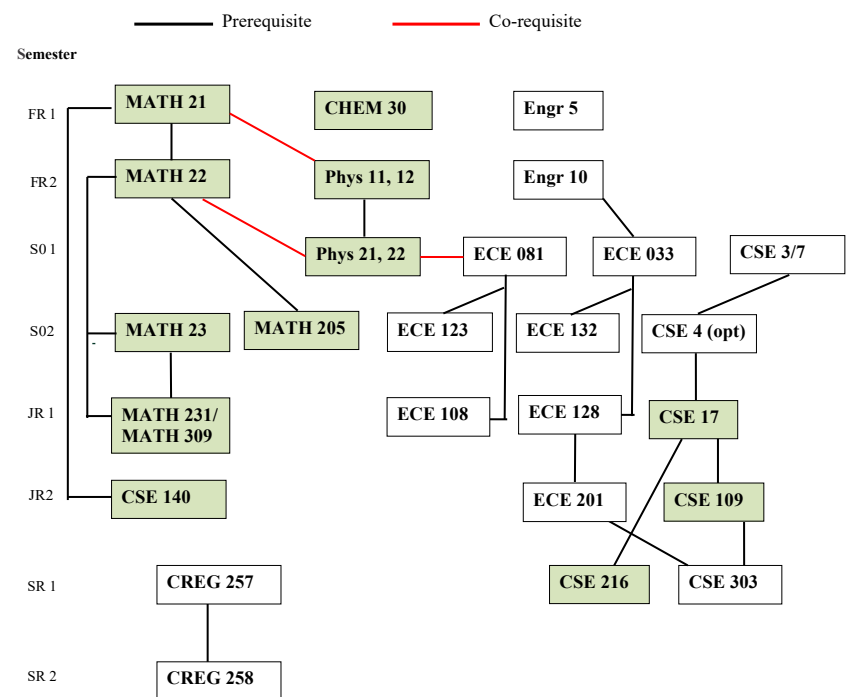 Prerequisite Co-requisite
Semester
FR 1 MATH 21 CHEM 30 Engr 5
FR2 MATH 22 Phys 11, 12 Engr 10
S0 1 Phys 21, 22 ECE 081 ECE 033 CSE 3/7
S02 MATH 23 MATH 205 ECE 123 ECE 132 CSE 4 (opt)
-
JR 1 MATH 231/ ECE 108 ECE 128 CSE 17
MATH 309
JR2 CSE 140 ECE 201 CSE 109
SR 1 CREG 257 CSE 216 CSE 303
SR 2 CREG 258